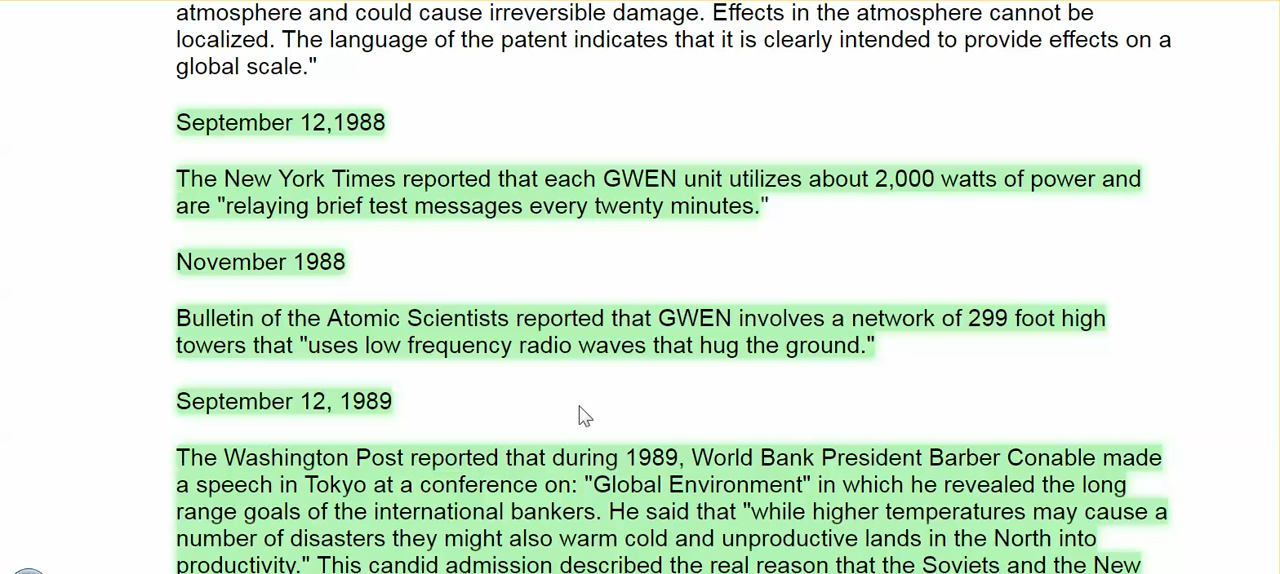 atmosphere and could cause irreversible damage. Effects in the atmosphere cannot be
localized. The language of the patent indicates that it is clearly intended to provide effects on a
global scale."
September 12,1988
The New York Times reported that each GWEN unit utilizes about 2,000 watts of power and
are "relaying brief test messages every twenty minutes."
November 1988
Bulletin of the Atomic Scientists reported that GWEN involves a network of 299 foot high
towers that "uses low frequency radio waves that hug the ground."
September 12, 1989
The Washington Post reported that during 1989, World Bank President Barber Conable made
a speech in Tokyo at a conference on: "Global Environment" in which he revealed the long
range goals of the international bankers. He said that "while higher temperatures may cause a
number of disasters they might also warm cold and unproductive lands in the North into
productivity." This candid admission described the real reason that the Soviets and the New